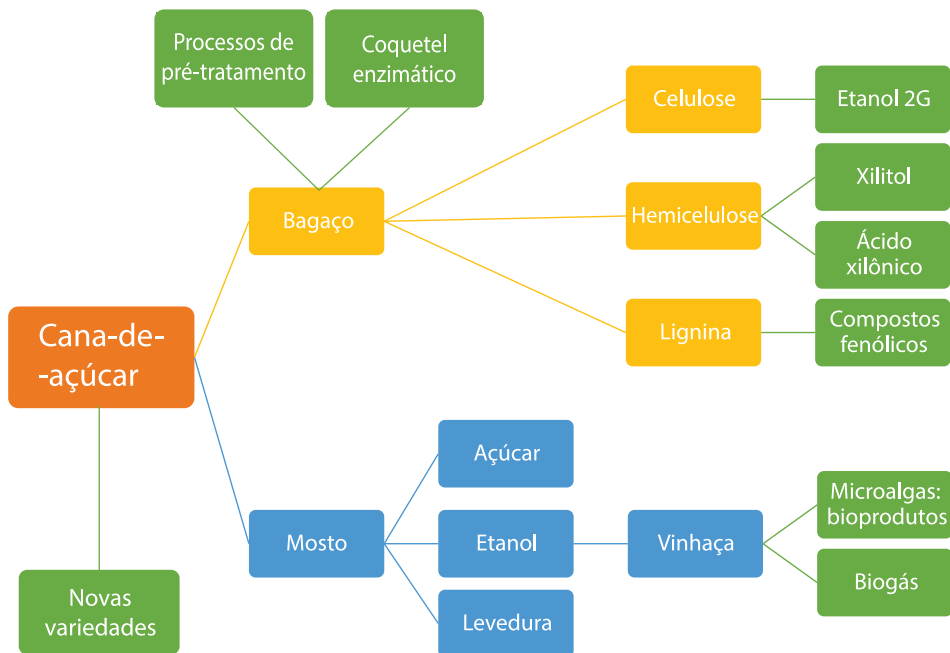 Processos de
pré-tratamento
Coquetel
enzimático
Celulose
Etanol 2G
Bagaço
Hemicelulose
Xilitol
Ácido
xilônico
Lignina
Compostos
fenólicos
Cana-de-
-açúcar
Novas
variedades
Mosto
Açúcar
Etanol
Levedura
Vinhaça
Microalgas:
bioprodutos
Biogás